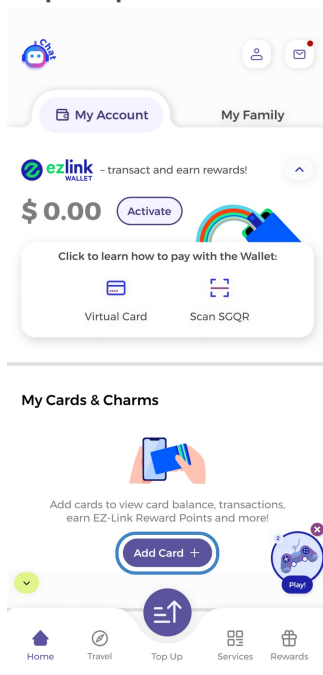 Chat
My Account
My Family
ezlink
WALLET
– transact and earn rewards!
$ 0.00
Activate
Click to learn how to pay with the Wallet:
Virtual Card
Scan SGQR
My Cards & Charms
Add cards to view card balance, transactions,
earn EZ-Link Reward Points and more!
Add Card +
2
Play!
Home
Travel
Top Up
Services
Rewards